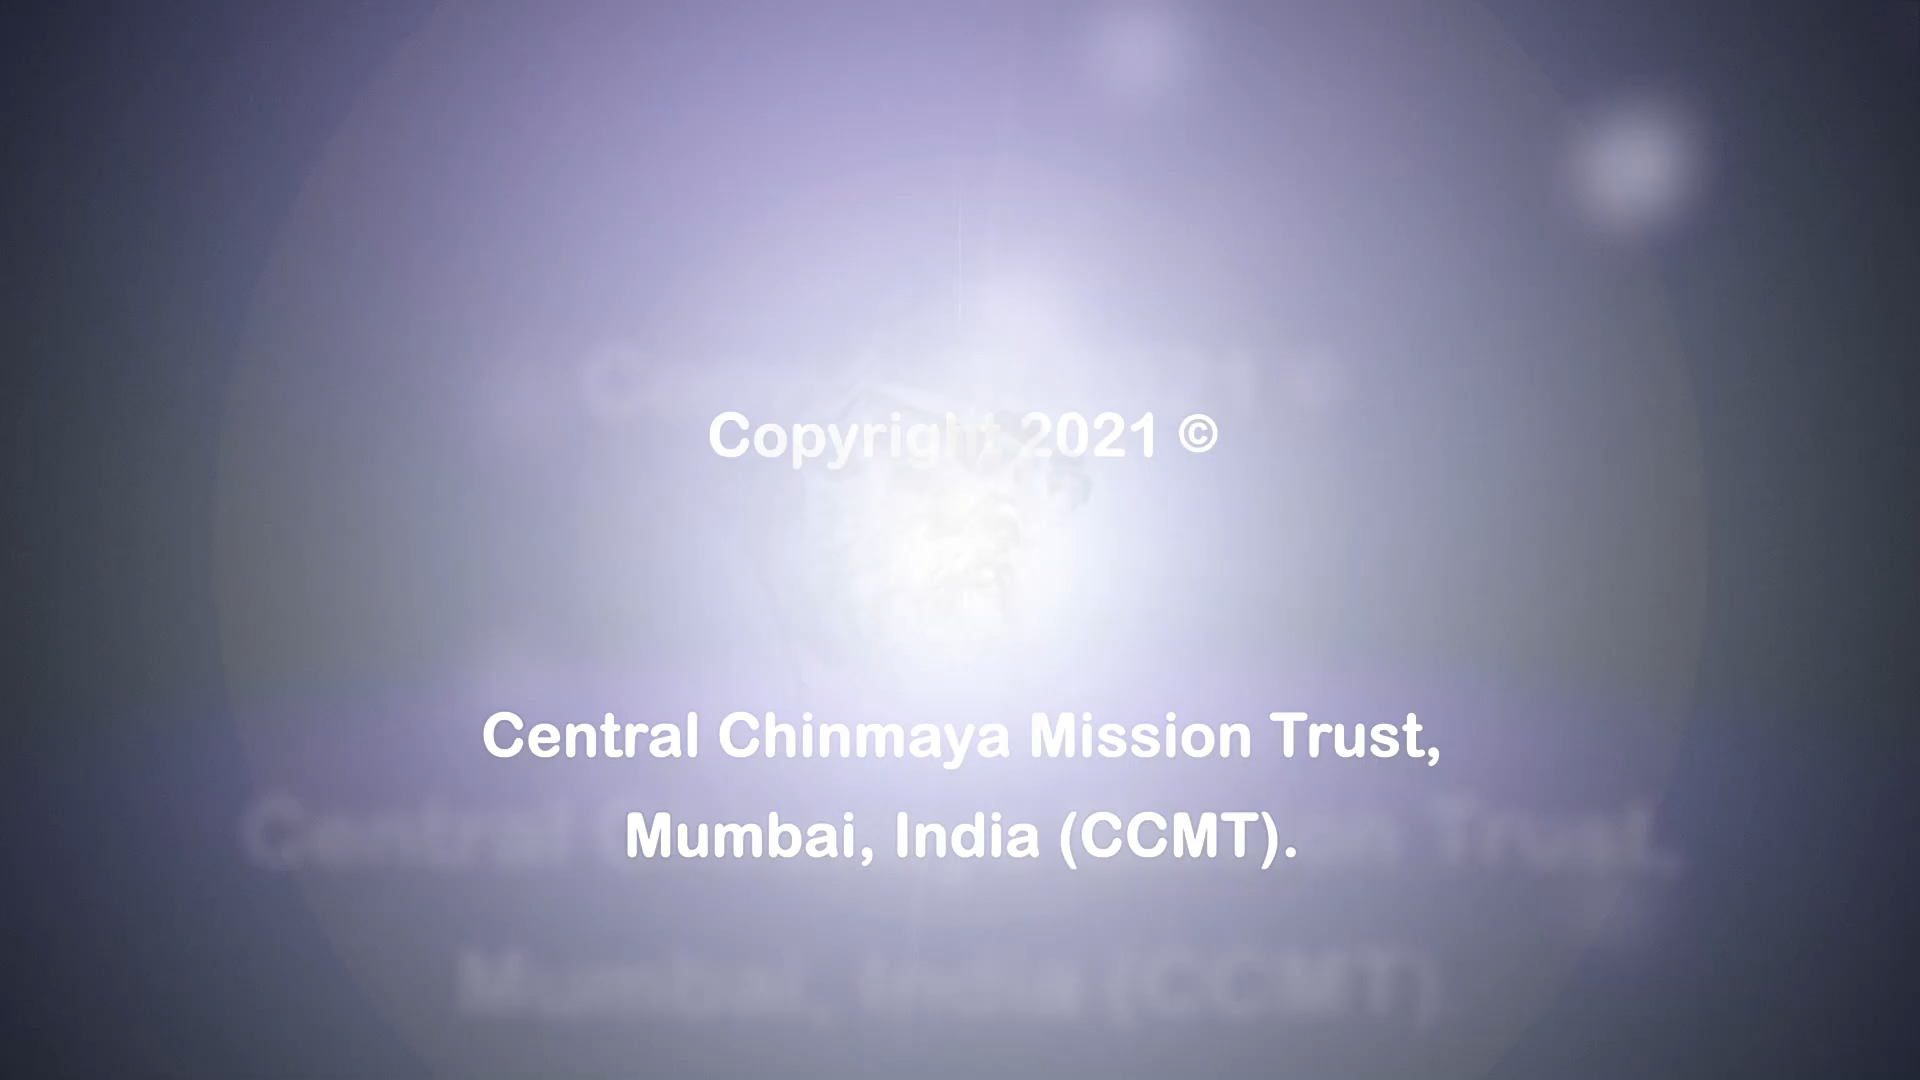 Copyright 2021 ©
Central Chinmaya Mission Trust,
Mumbai, India (CCMT).